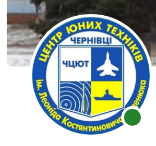 ЦЕНТР ЮНИХ ТЕХНІКІВ
ЧЕРНІВЦІ
ЧЦЮТ
ім. Леоніда Костянтиновича